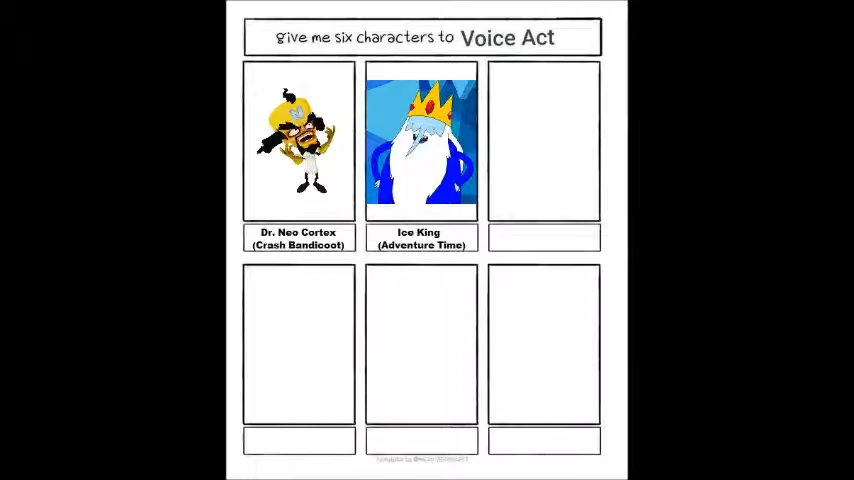 give me six characters to Voice Act
N
Dr. Neo Cortex
(Crash Bandicoot)
Ice King
(Adventure Time)